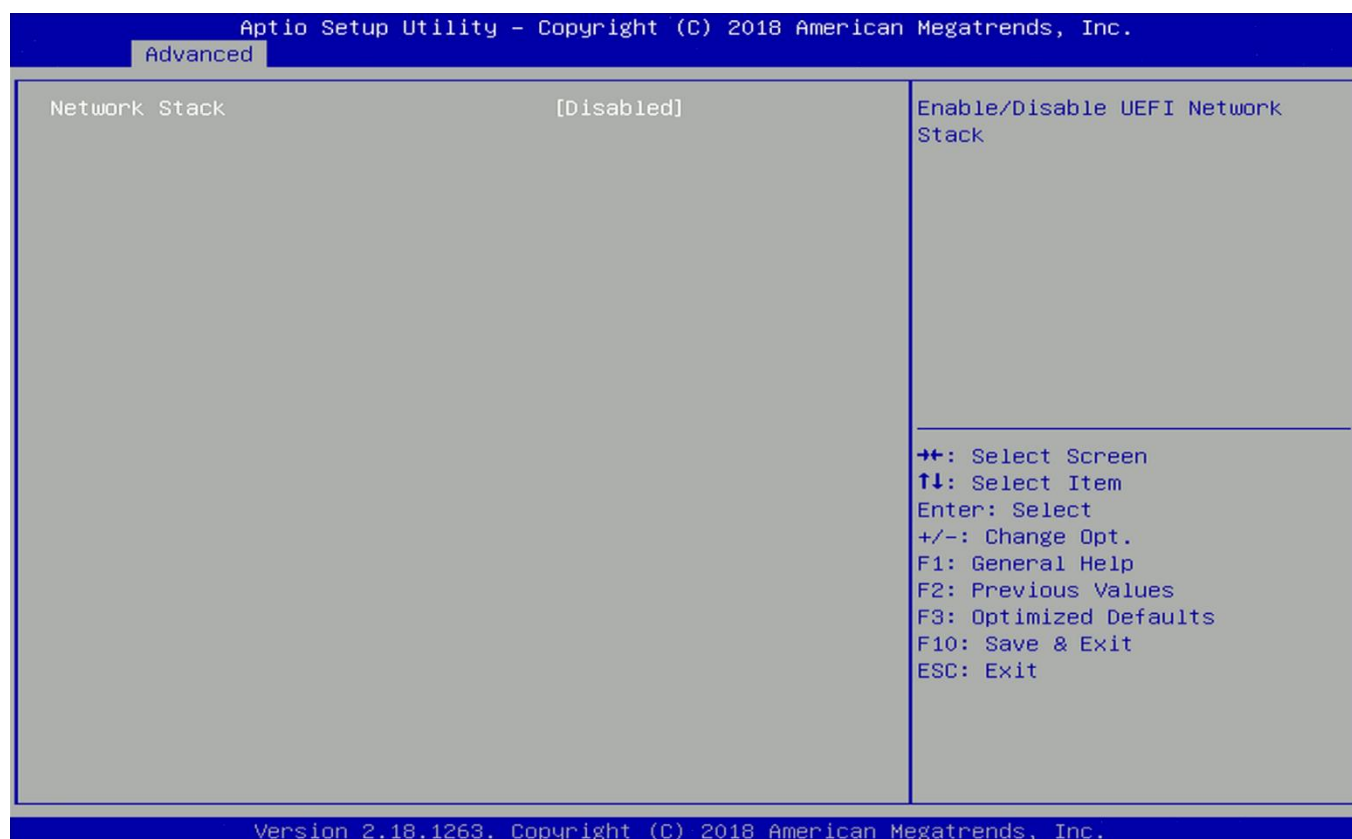 Aptio Setup Utility – Copyright (C) 2018 American Megatrends, Inc.
Advanced
Network Stack [Disabled]
Enable/Disable UEFI Network
Stack
→←: Select Screen
↑↓: Select Item
Enter: Select
+/-: Change Opt.
F1: General Help
F2: Previous Values
F3: Optimized Defaults
F10: Save & Exit
ESC: Exit
Version 2.18.1263. Copyright (C) 2018 American Megatrends, Inc.